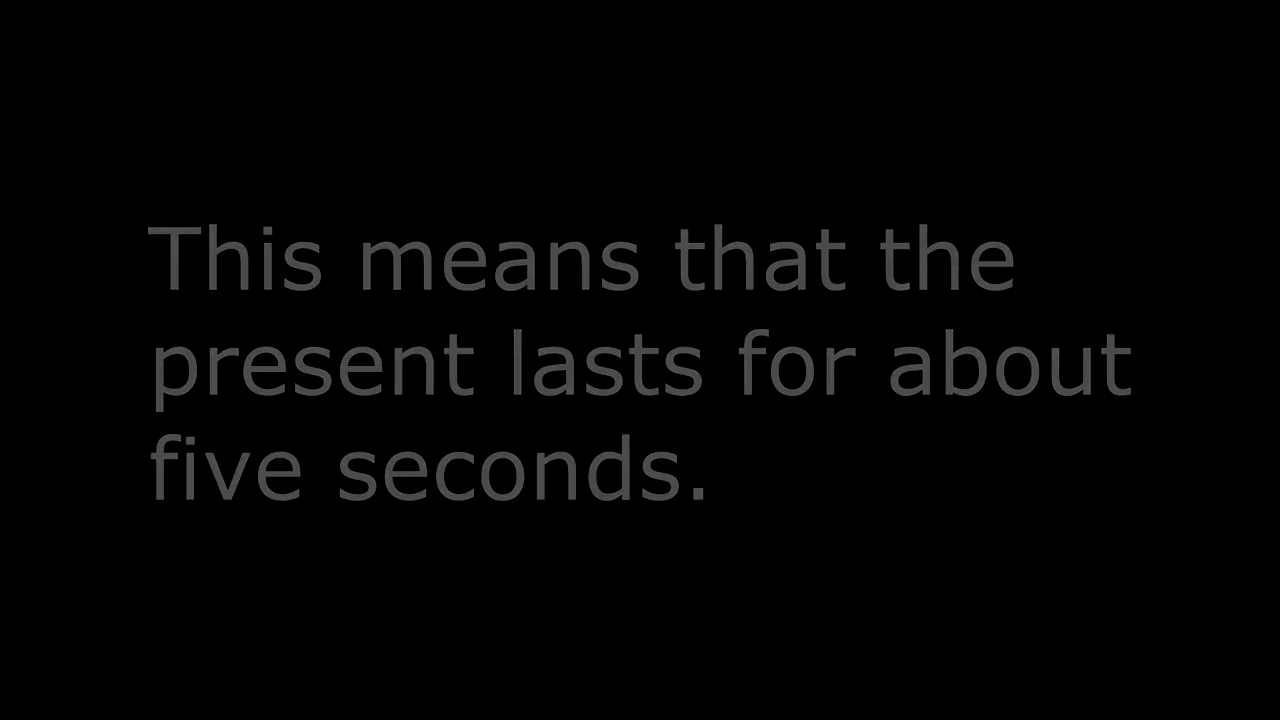 This means that the
present lasts for about
five seconds.